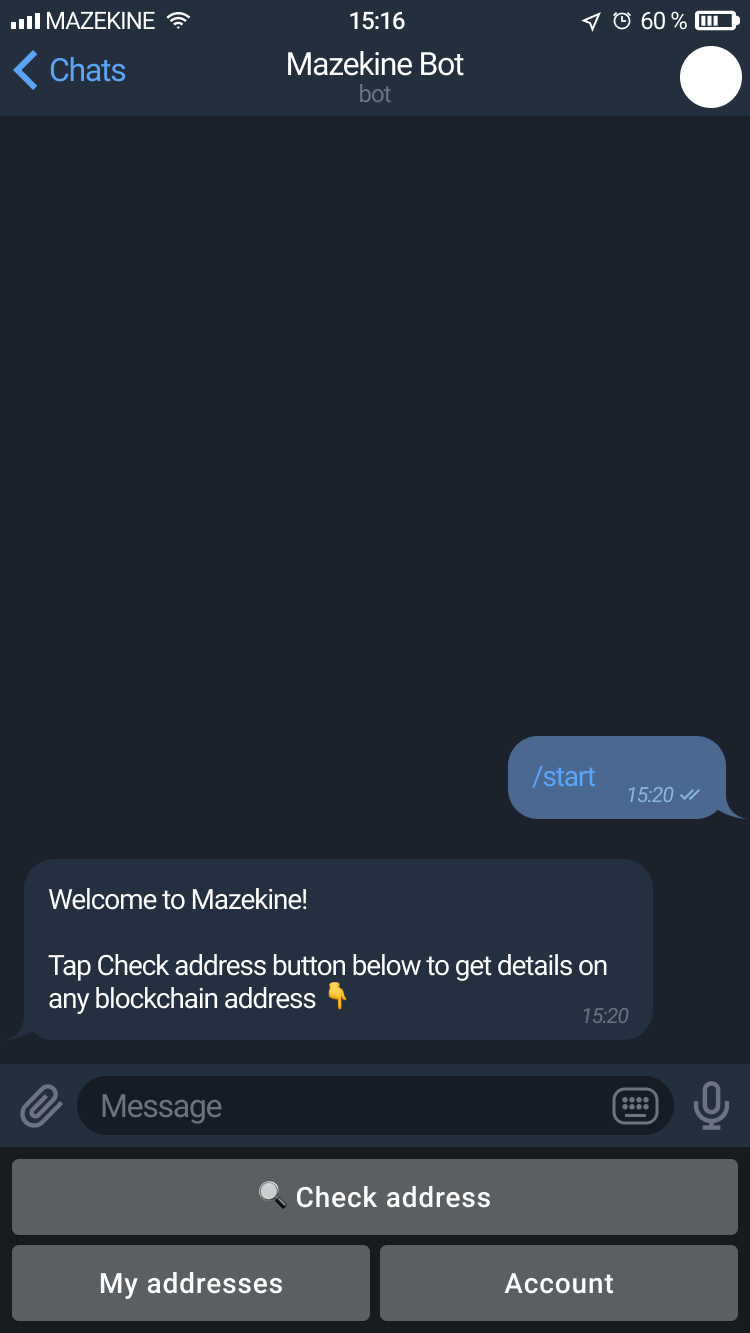 MAZEKINE 15:16 60 %
Chats
Mazekine Bot
bot
/start
15:20
Welcome to Mazekine!
Tap Check address button below to get details on
any blockchain address 👇
15:20
Message
🔍 Check address
My addresses
Account